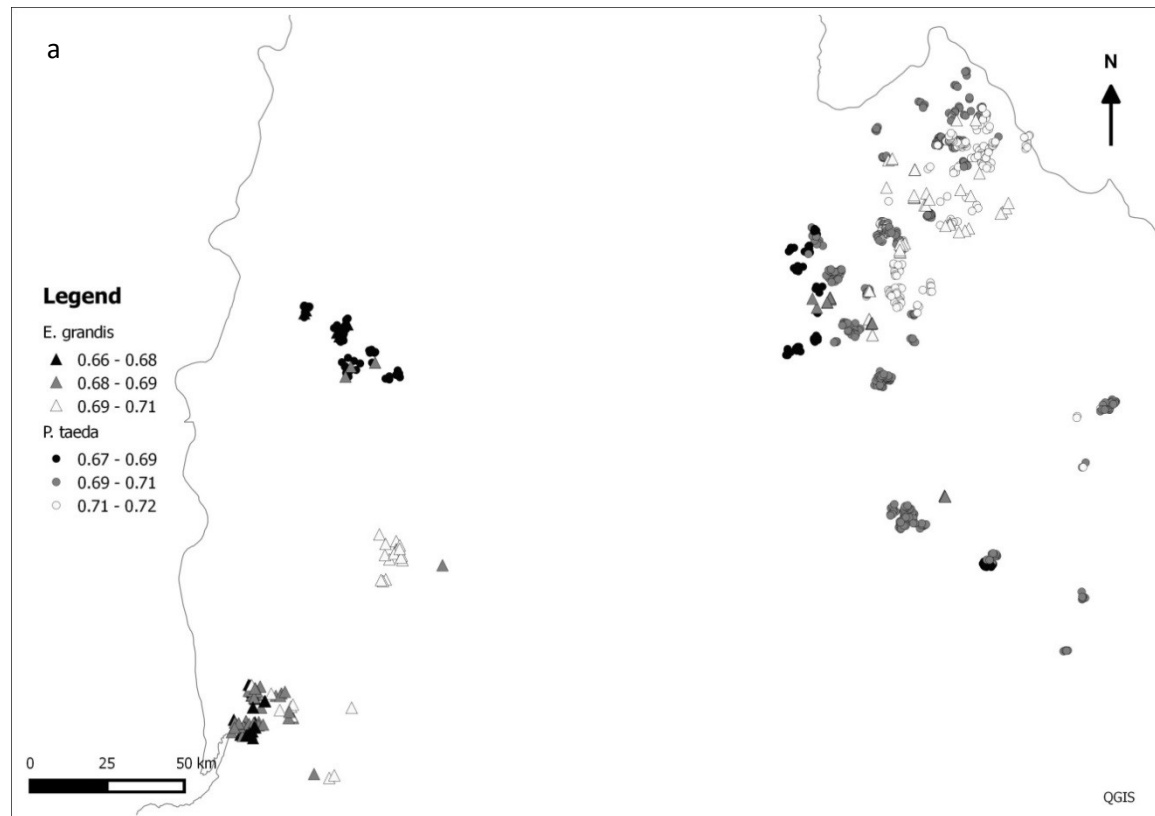 a
N
Legend
E. grandis
0.66 - 0.68
0.68 - 0.69
0.69 - 0.71
P. taeda
0.67 - 0.69
0.69 - 0.71
0.71 - 0.72
0 25 50 km
QGIS